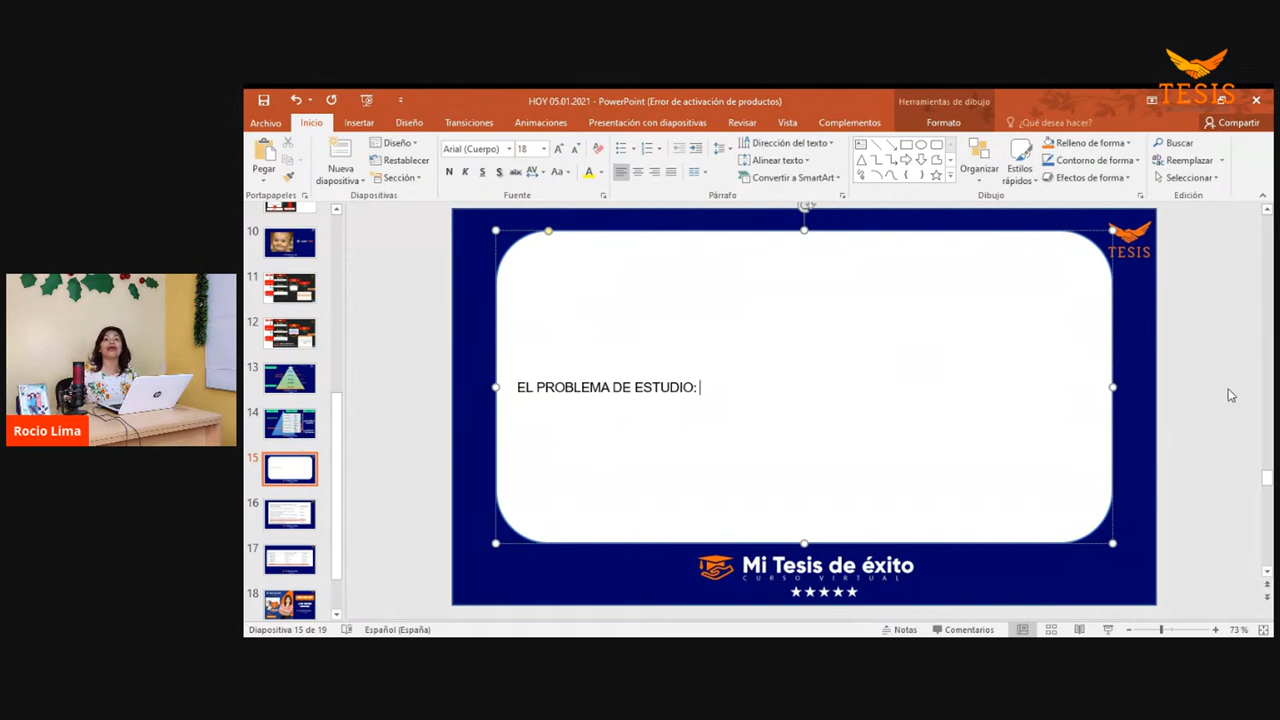 TESIS
HOY 05.01.2021 - PowerPoint (Error de activación de productos)
Herramientas de dibujo
Archivo Inicio Insertar Diseño Transiciones Animaciones Presentación con diapositivas Revisar Vista Complementos Formato ¿Qué desea hacer? Compartir
Pegar
Nueva diapositiva
Diseño
Restablecer
Sección
Arial (Cuerpo) 18
N K S S abc AV Aa A
Dirección del texto
Alinear texto
Convertir a SmartArt
Organizar
Estilos rápidos
Relleno de forma
Contorno de forma
Efectos de forma
Buscar
Reemplazar
Seleccionar
Portapapeles Diapositivas Fuente Párrafo Dibujo Edición
10
11
12
13
14
15
16
17
18
TESIS
EL PROBLEMA DE ESTUDIO:
Mi Tesis de éxito
CURSO VIRTUAL
Rocio Lima
hp
Diapositiva 15 de 19 Español (España) Notas Comentarios 73 %